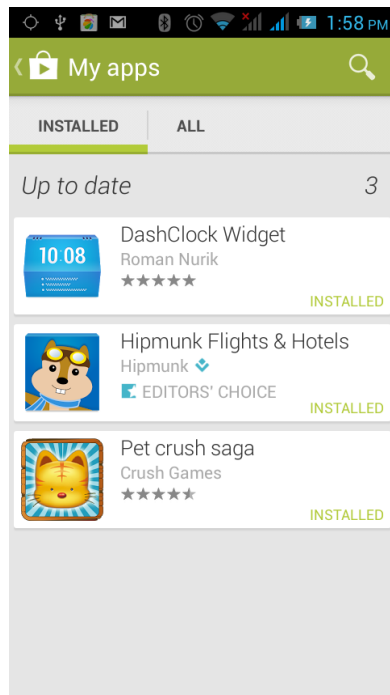 1:58 PM
My apps
INSTALLED ALL
Up to date 3
10:08
DashClock Widget
Roman Nurik
INSTALLED
Hipmunk Flights & Hotels
Hipmunk
EDITORS' CHOICE
INSTALLED
Pet crush saga
Crush Games
INSTALLED